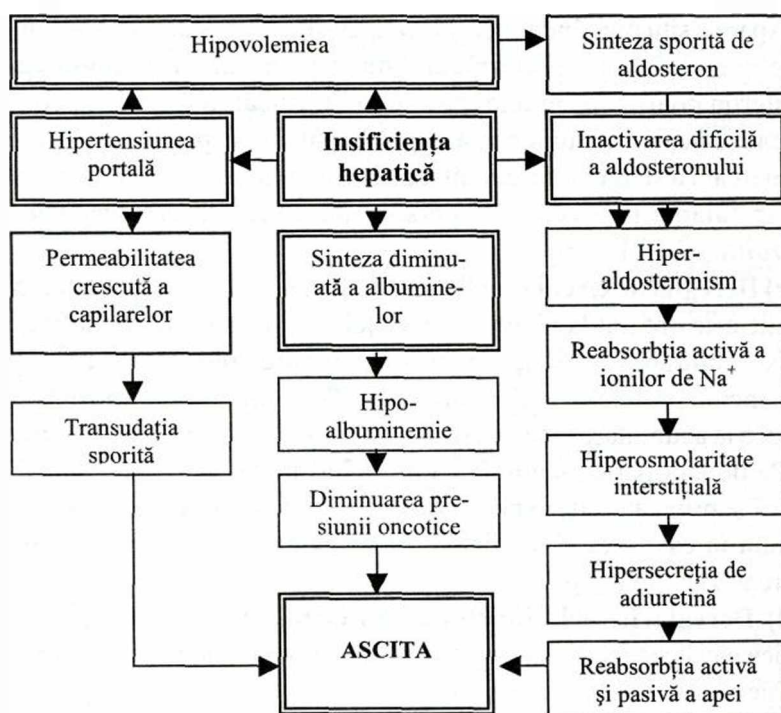 Hipovolemiea
Sinteza sporită de
aldosteron
Hipertensiunea
portală
Insificiența
hepatică
Inactivarea dificilă
a aldosteronului
Permeabilitatea
crescută a
capilarelor
Sinteza diminu-
ată a albumine-
lor
Hiper-
aldosteronism
Reabsorbția activă a
ionilor de Na⁺
Transudația
sporită
Hipo-
albuminemie
Hiperosmolaritate
interstițială
Diminuarea pre-
siunii oncotice
Hipersecreția de
adiuretină
ASCITA
Reabsorbția activă
și pasivă a apei